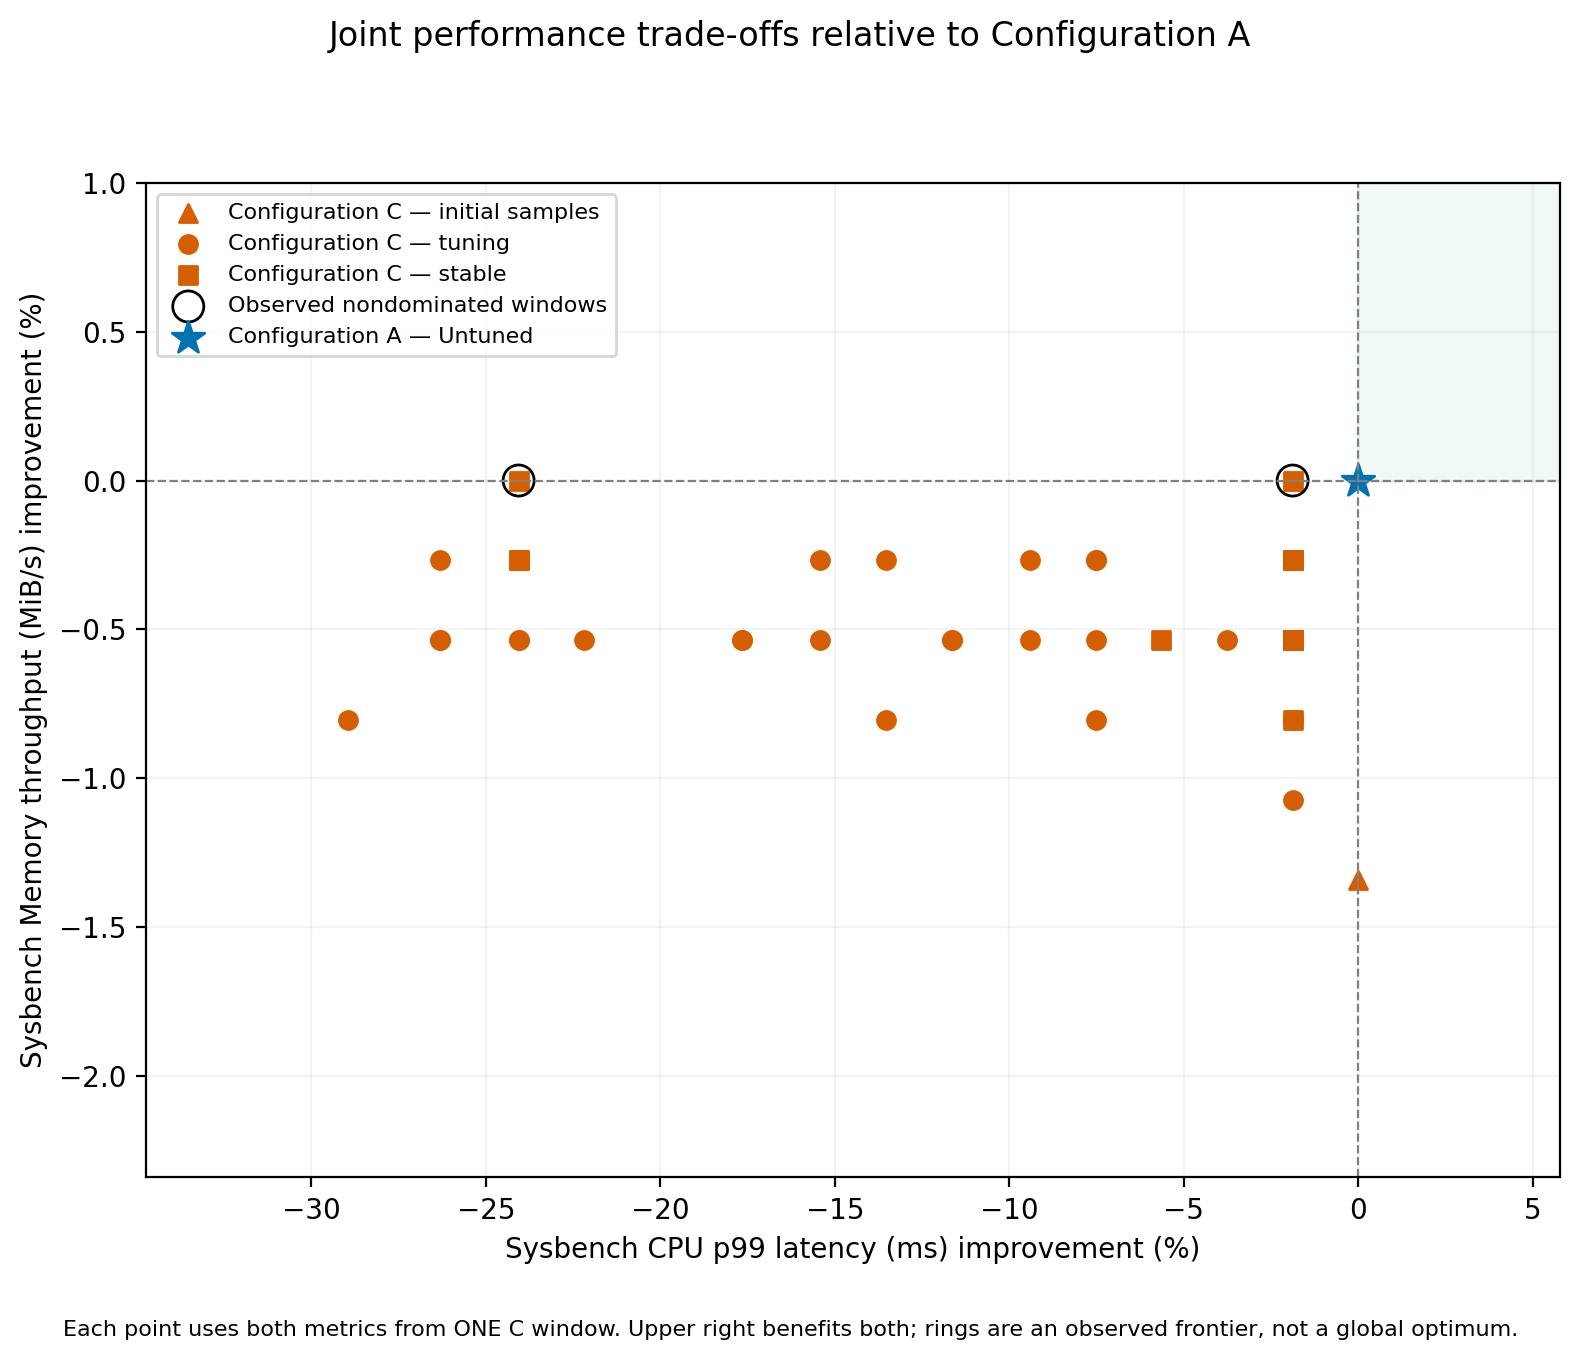 Joint performance trade-offs relative to Configuration A
Configuration C — initial samples
Configuration C — tuning
Configuration C — stable
Observed nondominated windows
Configuration A — Untuned
1.0
0.5
0.0
−0.5
−1.0
−1.5
−2.0
Sysbench Memory throughput (MiB/s) improvement (%)
−30 −25 −20 −15 −10 −5 0 5
Sysbench CPU p99 latency (ms) improvement (%)
Each point uses both metrics from ONE C window. Upper right benefits both; rings are an observed frontier, not a global optimum.